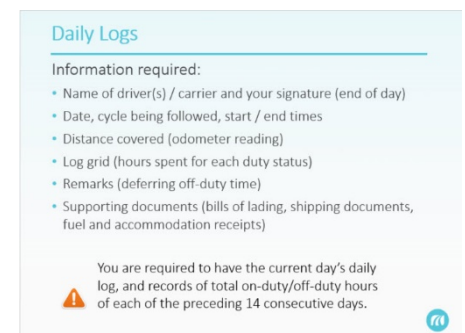 Daily Logs
Information required:
• Name of driver(s) / carrier and your signature (end of day)
• Date, cycle being followed, start / end times
• Distance covered (odometer reading)
• Log grid (hours spent for each duty status)
• Remarks (deferring off-duty time)
• Supporting documents (bills of lading, shipping documents,
fuel and accommodation receipts)
You are required to have the current day's daily
log, and records of total on-duty/off-duty hours
of each of the preceding 14 consecutive days.